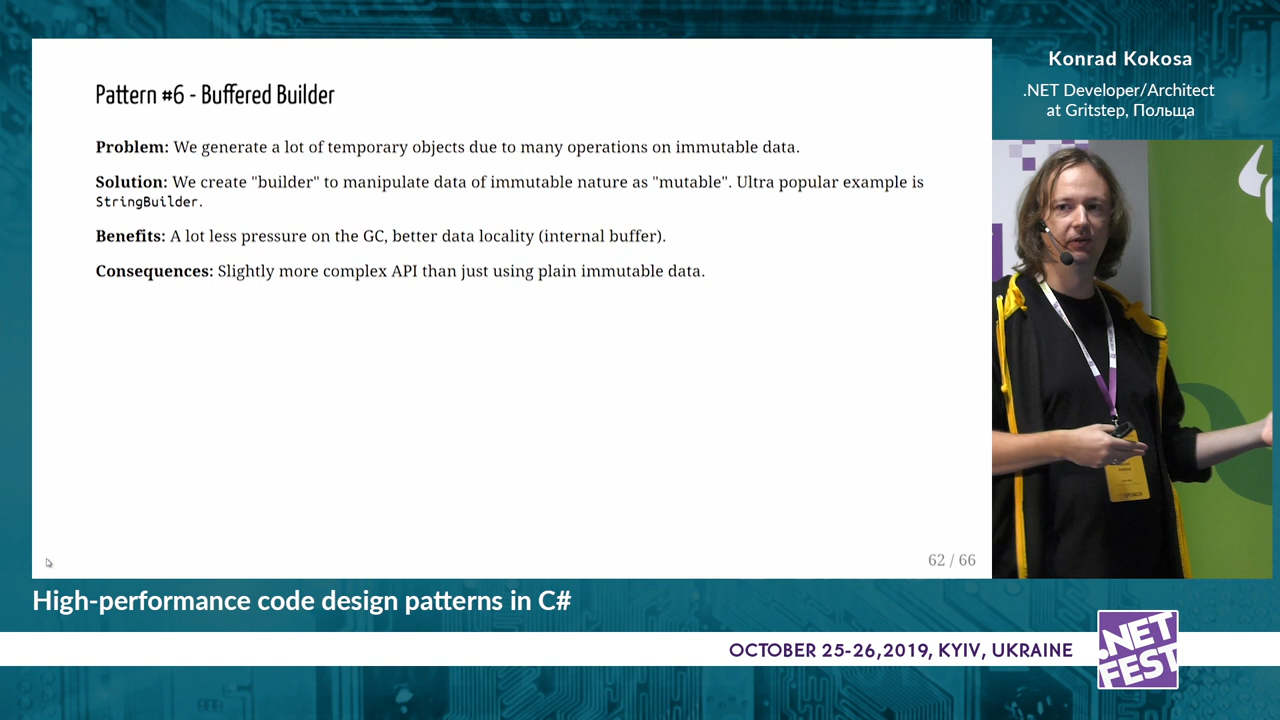 Pattern #6 - Buffered Builder
Problem: We generate a lot of temporary objects due to many operations on immutable data.
Solution: We create "builder" to manipulate data of immutable nature as "mutable". Ultra popular example is
StringBuilder.
Benefits: A lot less pressure on the GC, better data locality (internal buffer).
Consequences: Slightly more complex API than just using plain immutable data.
62 / 66
Konrad Kokosa
.NET Developer/Architect
at Gritstep, Польща
High-performance code design patterns in C#
OCTOBER 25-26,2019, KYIV, UKRAINE
.NET
FEST